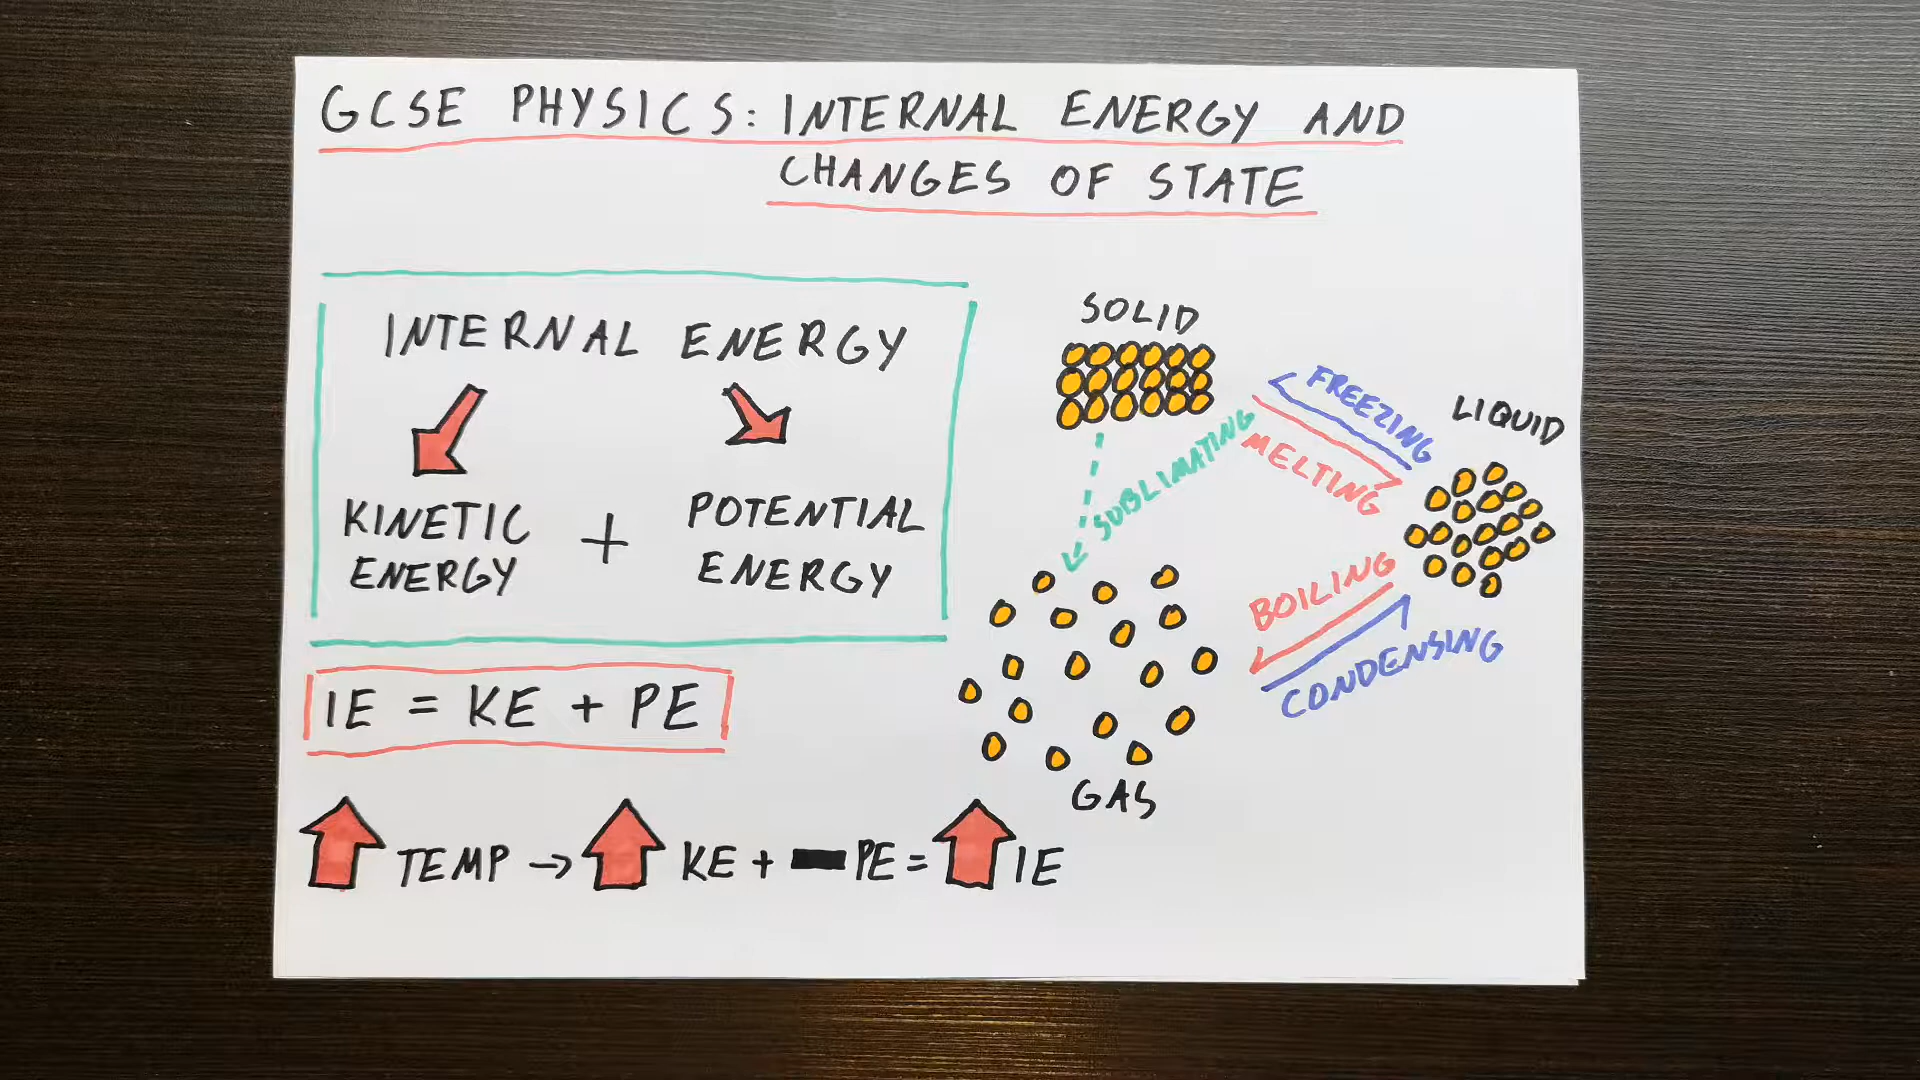 GCSE PHYSICS: INTERNAL ENERGY AND
CHANGES OF STATE
INTERNAL ENERGY
KINETIC
ENERGY
+
POTENTIAL
ENERGY
IE = KE + PE
TEMP → KE + PE = IE
SOLID
FREEZING
MELTING
LIQUID
SUBLIMATING
BOILING
CONDENSING
GAS